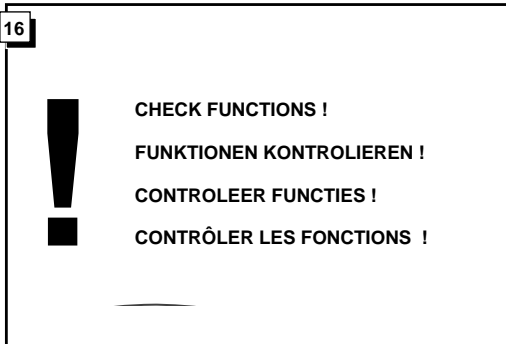 16
CHECK FUNCTIONS !
FUNKTIONEN KONTROLIEREN !
CONTROLEER FUNCTIES !
CONTRÔLER LES FONCTIONS !